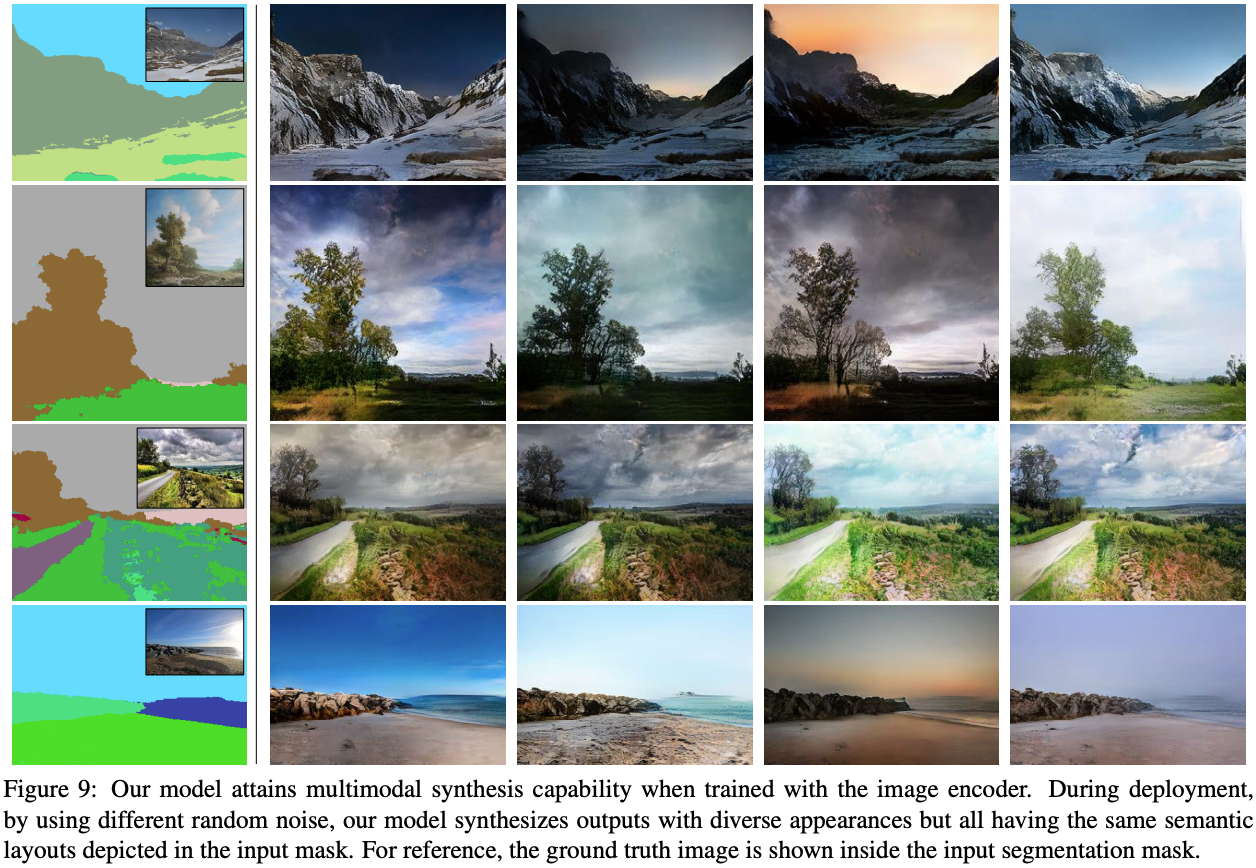 Figure 9: Our model attains multimodal synthesis capability when trained with the image encoder. During deployment,
by using different random noise, our model synthesizes outputs with diverse appearances but all having the same semantic
layouts depicted in the input mask. For reference, the ground truth image is shown inside the input segmentation mask.